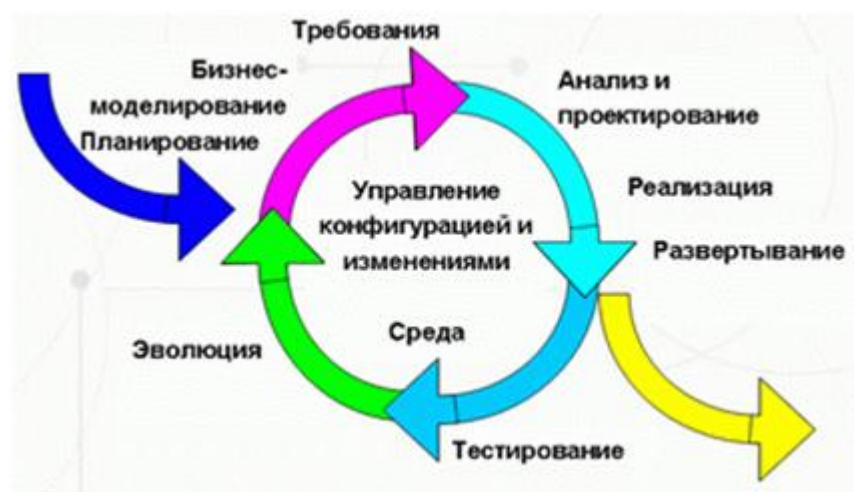 Требования
Бизнес-
моделирование
Планирование
Анализ и
проектирование
Управление
конфигурацией и
изменениями
Реализация
Развертывание
Среда
Эволюция
Тестирование